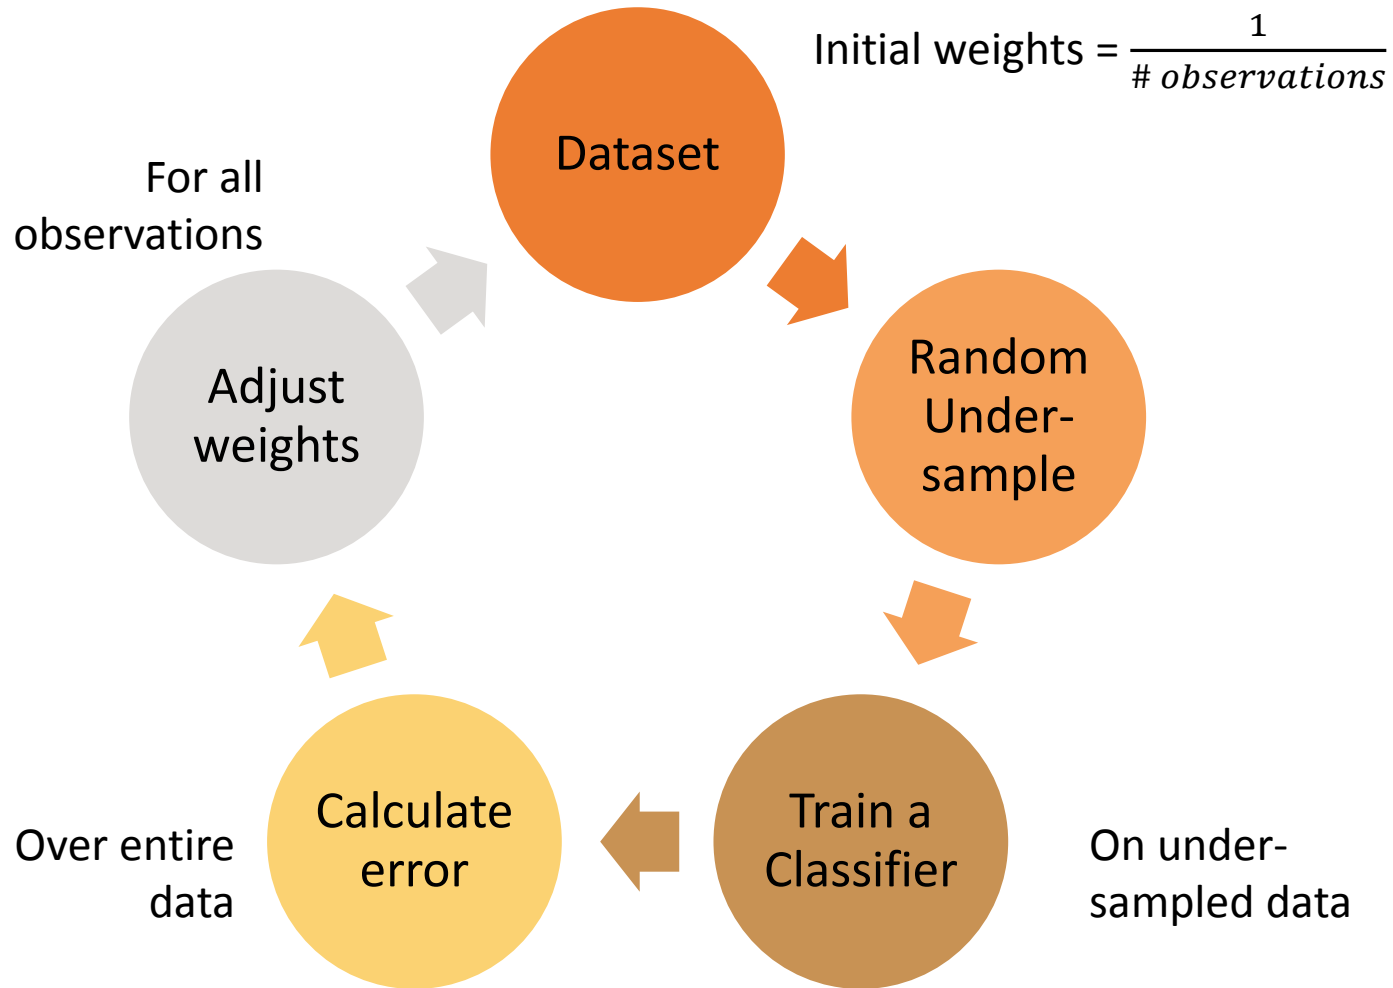 Initial weights = 1
# observations
Dataset
For all
observations
Random
Under-
sample
Adjust
weights
Train a
Classifier
On under-
sampled data
Calculate
error
Over entire
data